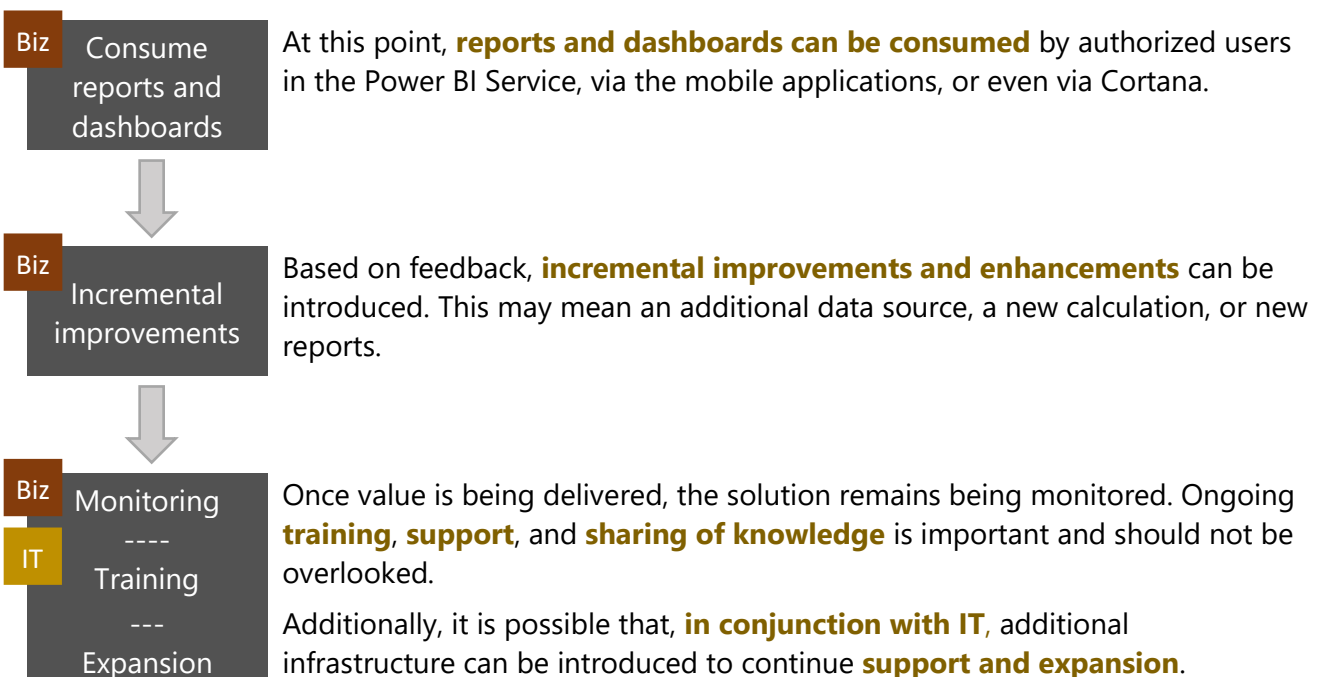 Biz
Consume
reports and
dashboards
At this point, reports and dashboards can be consumed by authorized users
in the Power BI Service, via the mobile applications, or even via Cortana.
Biz
Incremental
improvements
Based on feedback, incremental improvements and enhancements can be
introduced. This may mean an additional data source, a new calculation, or new
reports.
Biz
IT
Monitoring
----
Training
---
Expansion
Once value is being delivered, the solution remains being monitored. Ongoing
training, support, and sharing of knowledge is important and should not be
overlooked.
Additionally, it is possible that, in conjunction with IT, additional
infrastructure can be introduced to continue support and expansion.